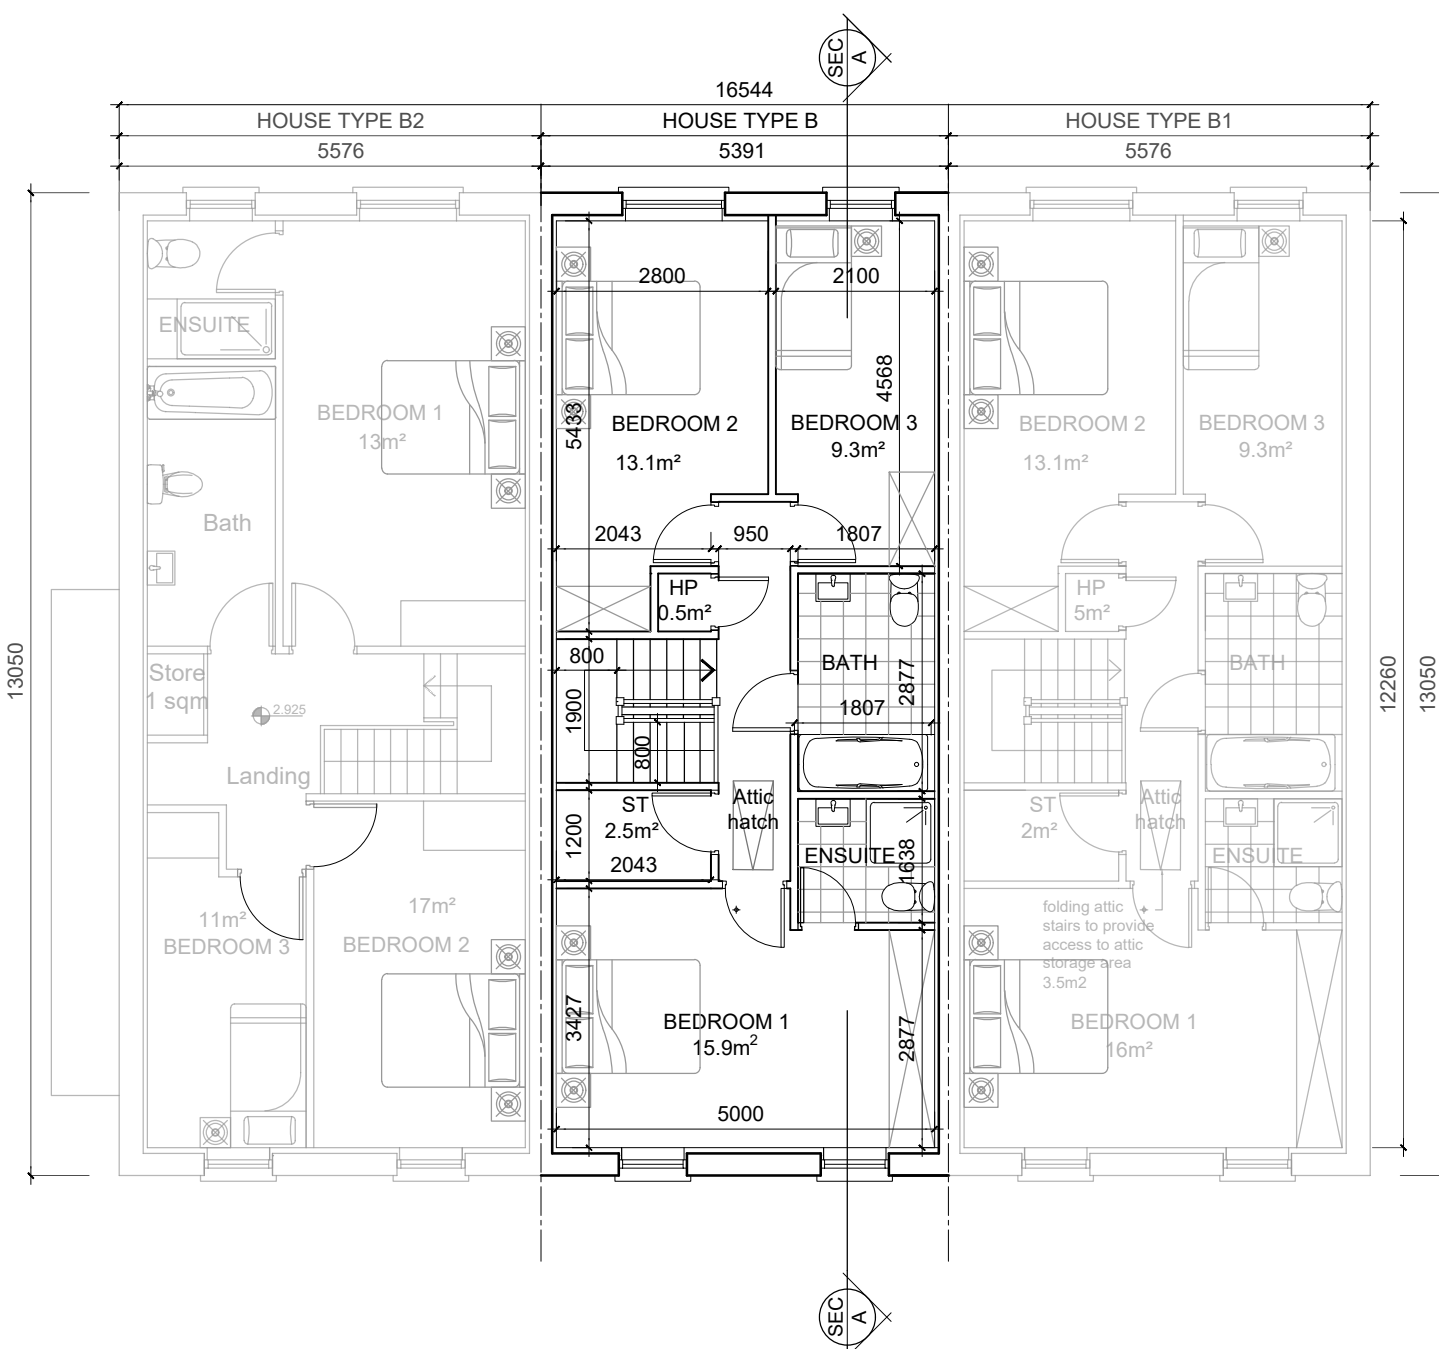 SEC
A
16544
HOUSE TYPE B2
HOUSE TYPE B
HOUSE TYPE B1
5576
5391
5576
13050
13050
12260
ENSUITE
BEDROOM 1
13m²
Bath
Store
1 sqm
2.925
Landing
11m²
BEDROOM 3
17m²
BEDROOM 2
2800
2100
5433
4568
BEDROOM 2
13.1m²
BEDROOM 3
9.3m²
2043
950
1807
HP
0.5m²
800
1900
800
BATH
2877
1807
ST
2.5m²
1200
2043
Attic
hatch
ENSUITE
1638
3427
BEDROOM 1
15.9m²
2877
5000
BEDROOM 2
13.1m²
BEDROOM 3
9.3m²
HP
5m²
BATH
ST
2m²
Attic
hatch
ENSUITE
folding attic
stairs to provide
access to attic
storage area
3.5m2
BEDROOM 1
16m²
SEC
A